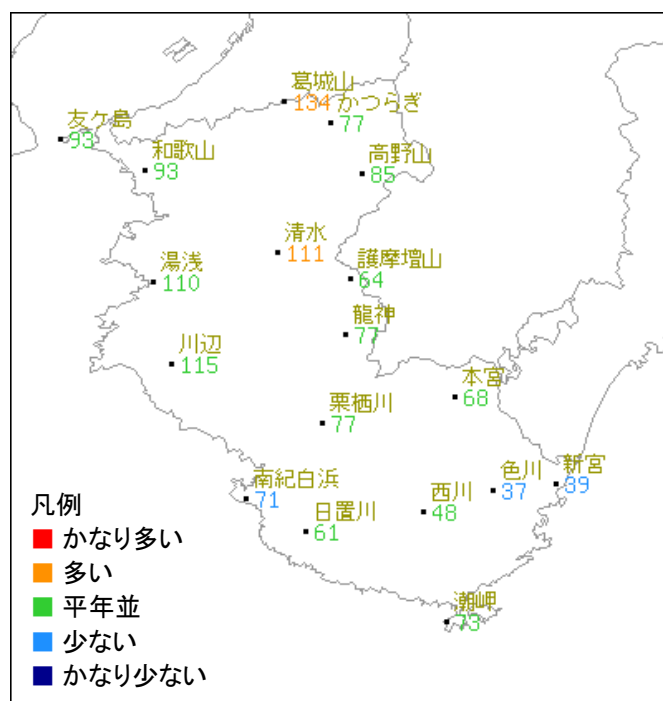 葛城山
134
かつらぎ
77
友ケ島
93
和歌山
93
高野山
85
清水
111
護摩壇山
64
湯浅
110
龍神
77
川辺
115
本宮
68
栗栖川
77
南紀白浜
71
日置川
61
西川
48
色川
37
新宮
39
潮岬
73
凡例
かなり多い
多い
平年並
少ない
かなり少ない